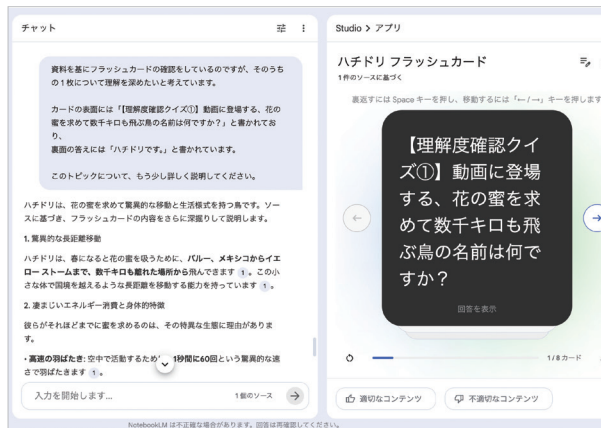 チャット
資料を基にフラッシュカードの確認をしているのですが、そのうち
の1枚について理解を深めたいと考えています。
カードの表面には「【理解度確認クイズ①】動画に登場する、花の
蜜を求めて数千キロも飛ぶ鳥の名前は何ですか?」と書かれてお
り、
裏面の答えには「ハチドリです。」と書かれています。
このトピックについて、もう少し詳しく説明してください。
ハチドリは、花の蜜を求めて驚異的な移動と生活様式を持つ鳥です。ソー
スに基づき、フラッシュカードの内容をさらに深掘りして説明します。
1. 驚異的な長距離移動
ハチドリは、春になると花の蜜を吸うために、バルー、メキシコからイエ
ロー ストームまで、数千キロも離れた場所から飛んできます 1 。この小
さな体で国境を越えるような長距離を移動する能力を持っています 1 。
2. 凄まじいエネルギー消費と身体的特徴
彼らがそれほどまでに蜜を求めるのは、その特異な生態に理由がありま
す。
・高速の羽ばたき: 空中で活動するため 1秒間に60回という驚異的な速
さで羽ばたきます 1 。
入力を開始します...
1 個のソース
NotebookLM は不正確な場合があります。回答は再確認してください。
Studio > アプリ
ハチドリ フラッシュカード
1 件のソースに基づく
裏返すには Space キーを押し、移動するには「←/→」キーを押します
【理解度確認クイ
ズ①】動画に登場
する、花の蜜を求
めて数千キロも飛
ぶ鳥の名前は何で
すか?
回答を表示
1 / 8 カード
適切なコンテンツ
不適切なコンテンツ